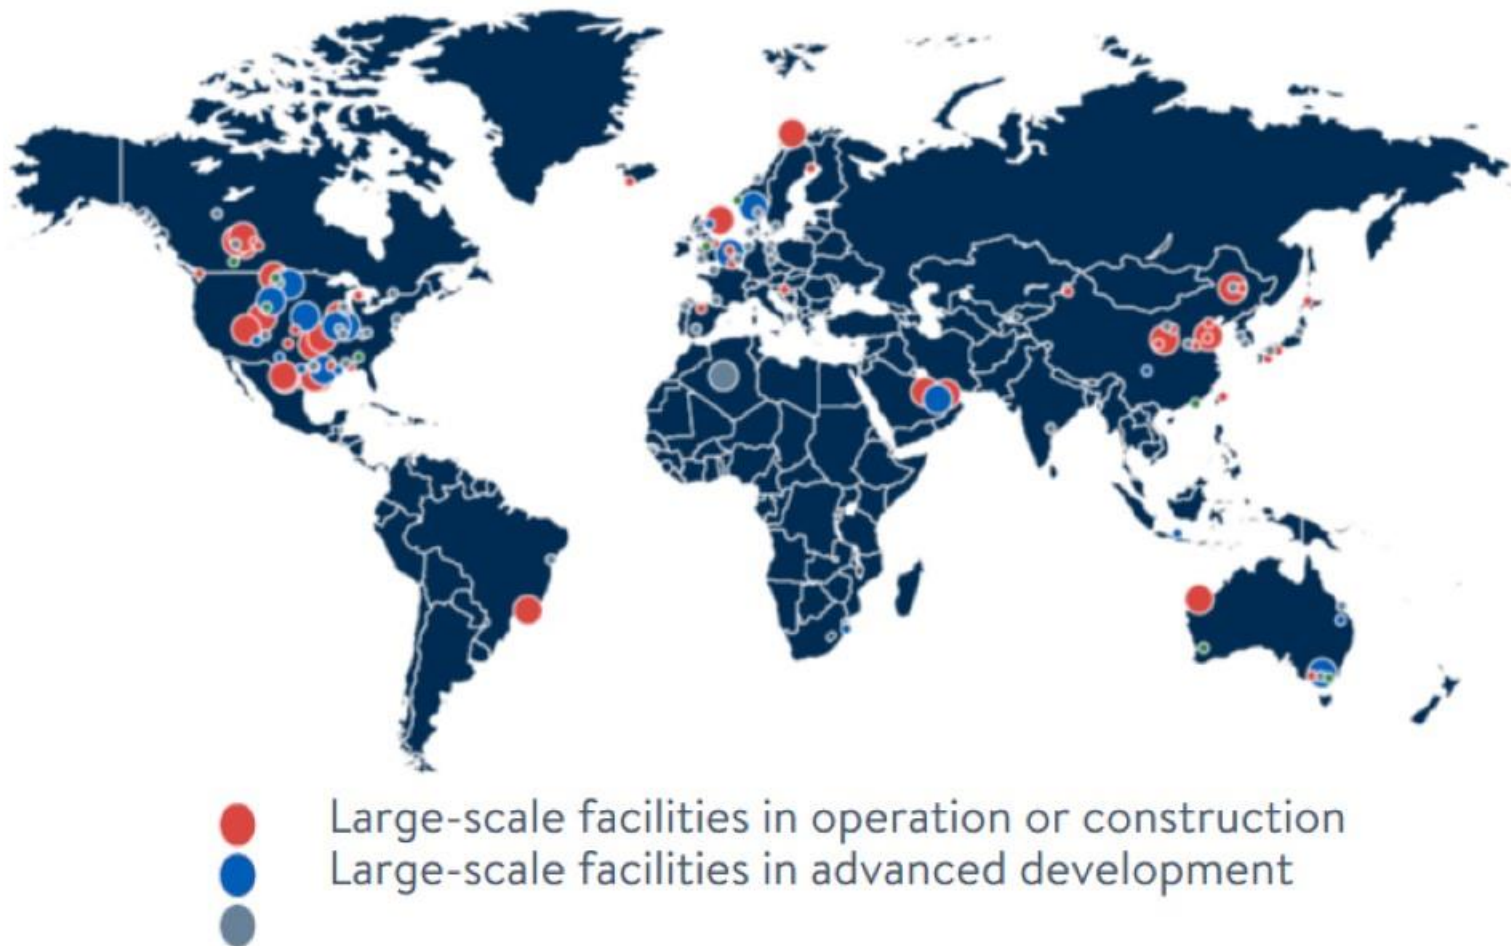 Large-scale facilities in operation or construction
Large-scale facilities in advanced development